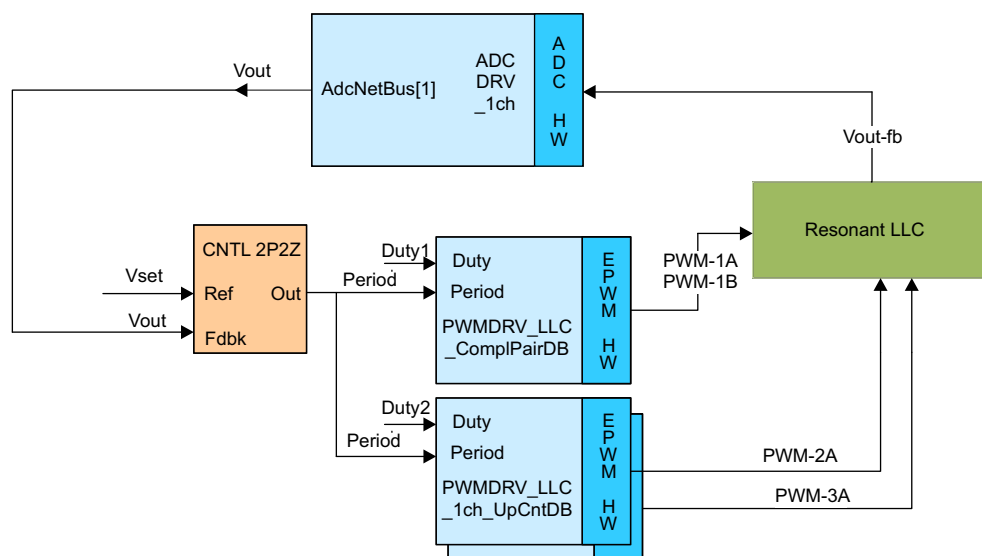 Vout
AdcNetBus[1]
ADC
DRV
_1ch
A
D
C
H
W
Vout-fb
Resonant LLC
CNTL 2P2Z
Ref
Out
Fdbk
Vset
Vout
Duty1
Period
Duty
Period
PWMDRV_LLC
_ComplPairDB
E
P
W
M
H
W
PWM-1A
PWM-1B
Duty2
Period
Duty
Period
PWMDRV_LLC
_1ch_UpCntDB
E
P
W
M
H
W
PWM-2A
PWM-3A